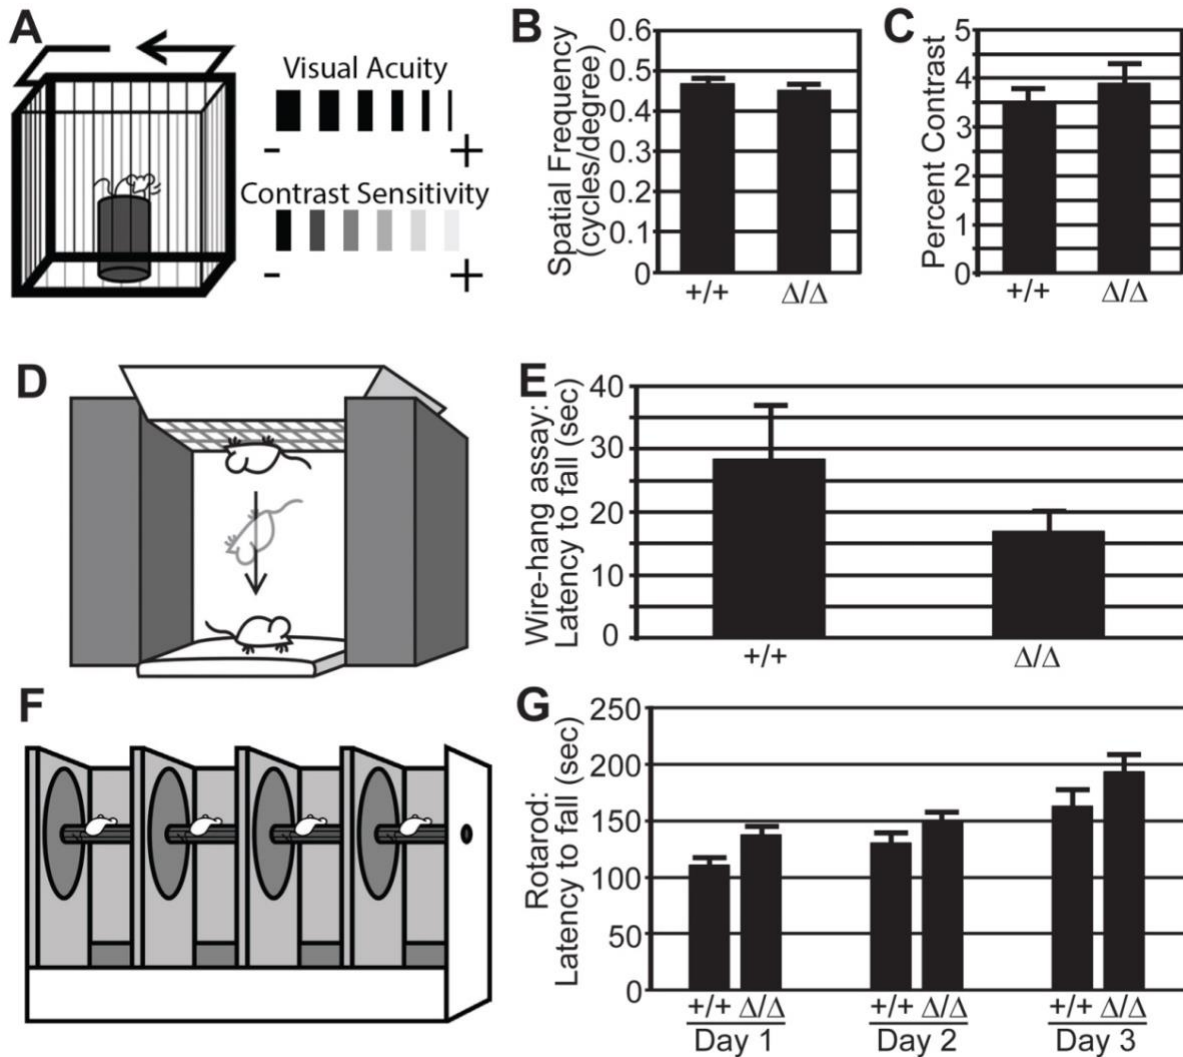 A
Visual Acuity
- +
Contrast Sensitivity
- +
B
Spatial Frequency
(cycles/degree)
0.6
0.5
0.4
0.3
0.2
0.1
0
+/+ Δ/Δ
C
Percent Contrast
5
4
3
2
1
0
+/+ Δ/Δ
D
E
Wire-hang assay:
Latency to fall (sec)
40
30
20
10
0
+/+ Δ/Δ
F
G
Rotarod:
Latency to fall (sec)
250
200
150
100
50
0
+/+ Δ/Δ +/+ Δ/Δ +/+ Δ/Δ
Day 1 Day 2 Day 3